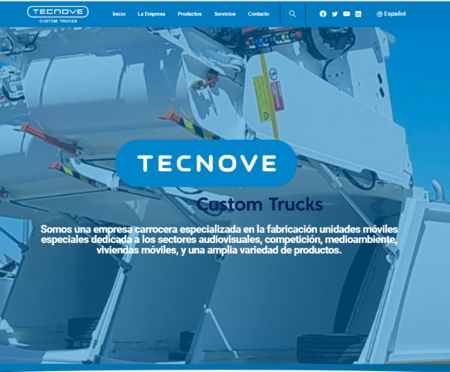 TECNOVE
CUSTOM TRUCKS
Inicio La Empresa Productos Servicios Contacto Español
TECNOVE
Custom Trucks
Somos una empresa carrocera especializada en la fabricación unidades móviles
especiales dedicada a los sectores audiovisuales, competición, medioambiente,
viviendas móviles, y una amplia variedad de productos.